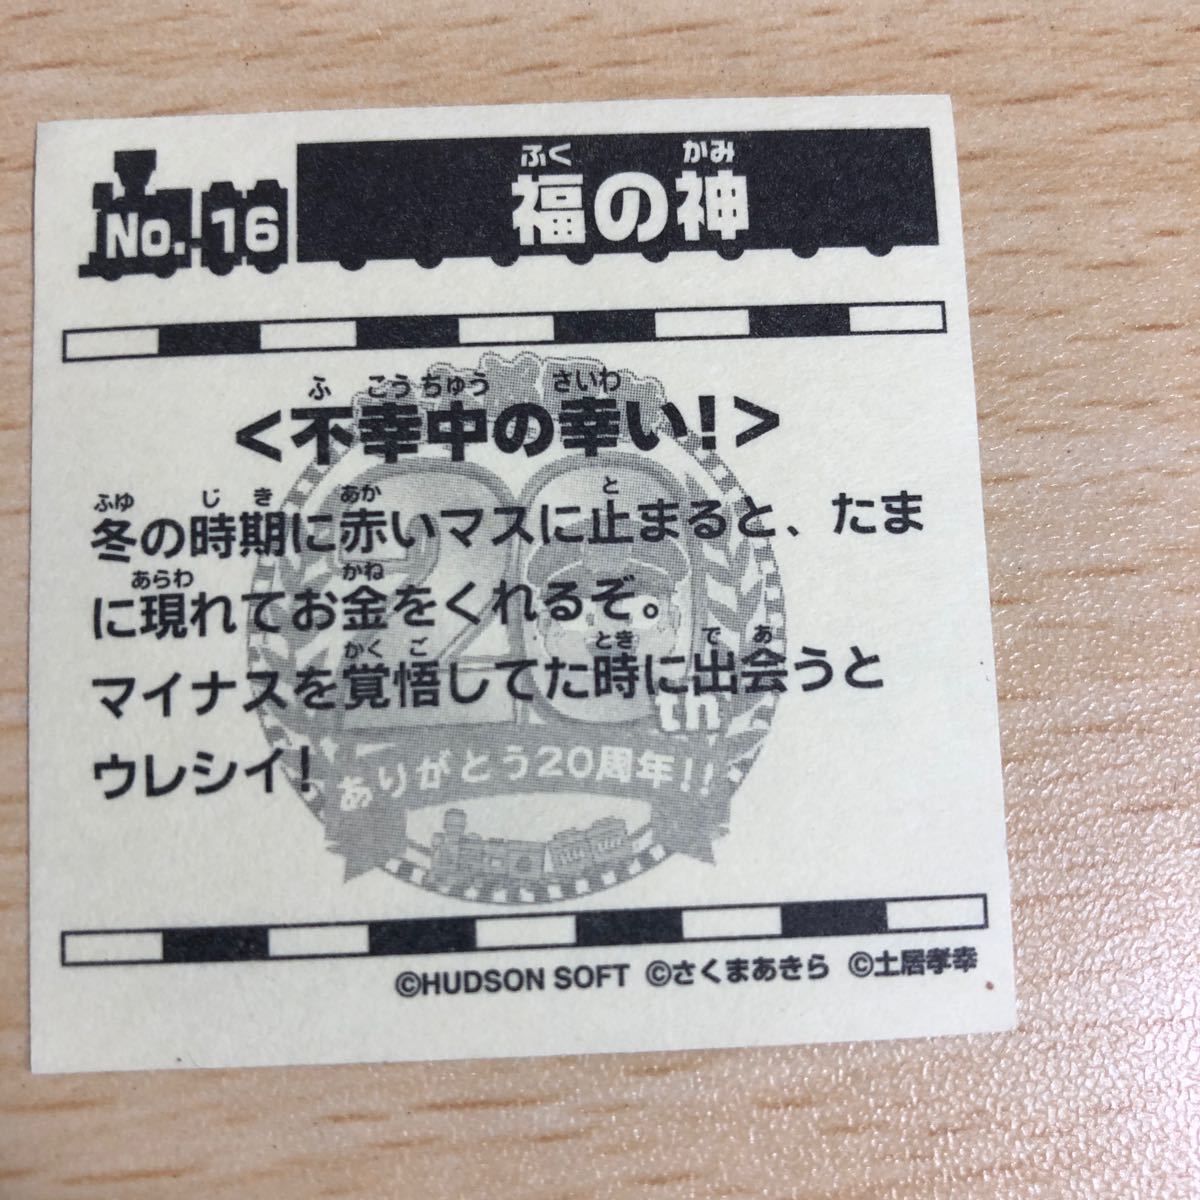 No. 16
ふく かみ
福の神
ふ こう ちゅう さいわ
<不幸中の幸い!>
ふゆ じ き あか と
冬の時期に赤いマスに止まると、たま
あらわ かね
に現れてお金をくれるぞ。
かく ご とき で あ
マイナスを覚悟してた時に出会うと
ウレシイ!
20th
ありがとう20周年!!
©HUDSON SOFT ©さくまあきら ©土居孝幸